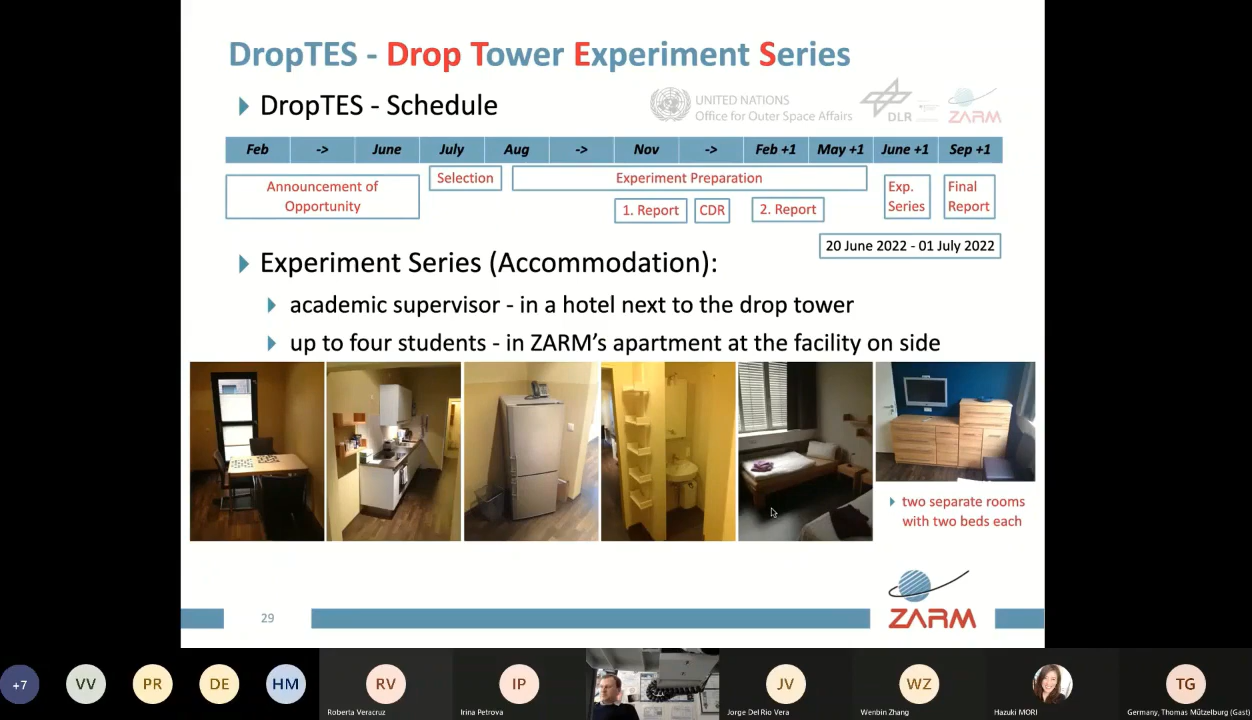 DropTES - Drop Tower Experiment Series
DropTES - Schedule
UNITED NATIONS
Office for Outer Space Affairs
DLR
ZARM
Feb -> June July Aug -> Nov -> Feb +1 May +1 June +1 Sep +1
Announcement of
Opportunity
Selection
Experiment Preparation
Exp.
Series
Final
Report
1. Report
CDR
2. Report
20 June 2022 - 01 July 2022
Experiment Series (Accommodation):
academic supervisor - in a hotel next to the drop tower
up to four students - in ZARM's apartment at the facility on side
two separate rooms
with two beds each
29
ZARM
+7
VV
PR
DE
HM
RV
Roberta Veracruz
IP
Irina Petrova
JV
Jorge Del Rio Vera
WZ
Wenbin Zhang
Hazuki MORI
TG
Germany, Thomas Mützelburg (Gast)